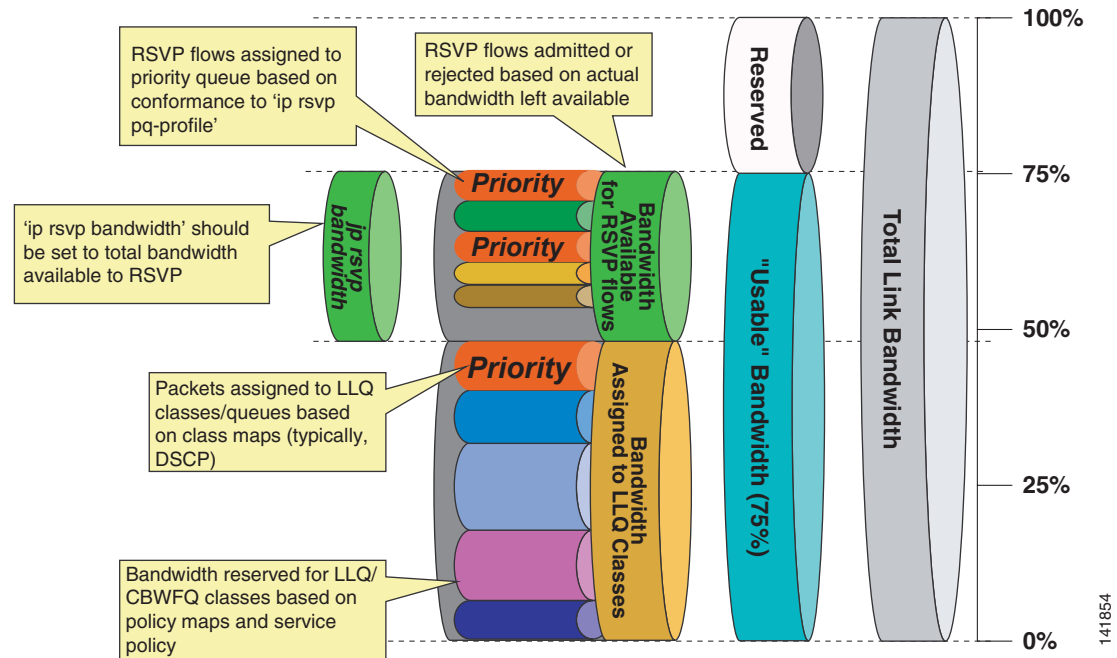 RSVP flows assigned to
priority queue based on
conformance to ‘ip rsvp
pq-profile’
RSVP flows admitted or
rejected based on actual
bandwidth left available
‘ip rsvp bandwidth’ should
be set to total bandwidth
available to RSVP
ip rsvp
bandwidth
Priority
Priority
Bandwidth
Available
for RSVP flows
Packets assigned to LLQ
classes/queues based
on class maps (typically,
DSCP)
Priority
Bandwidth
Assigned to LLQ Classes
Bandwidth reserved for LLQ/
CBWFQ classes based on
policy maps and service
policy
Reserved
"Usable" Bandwidth (75%)
Total Link Bandwidth
100%
75%
50%
25%
0%
141854